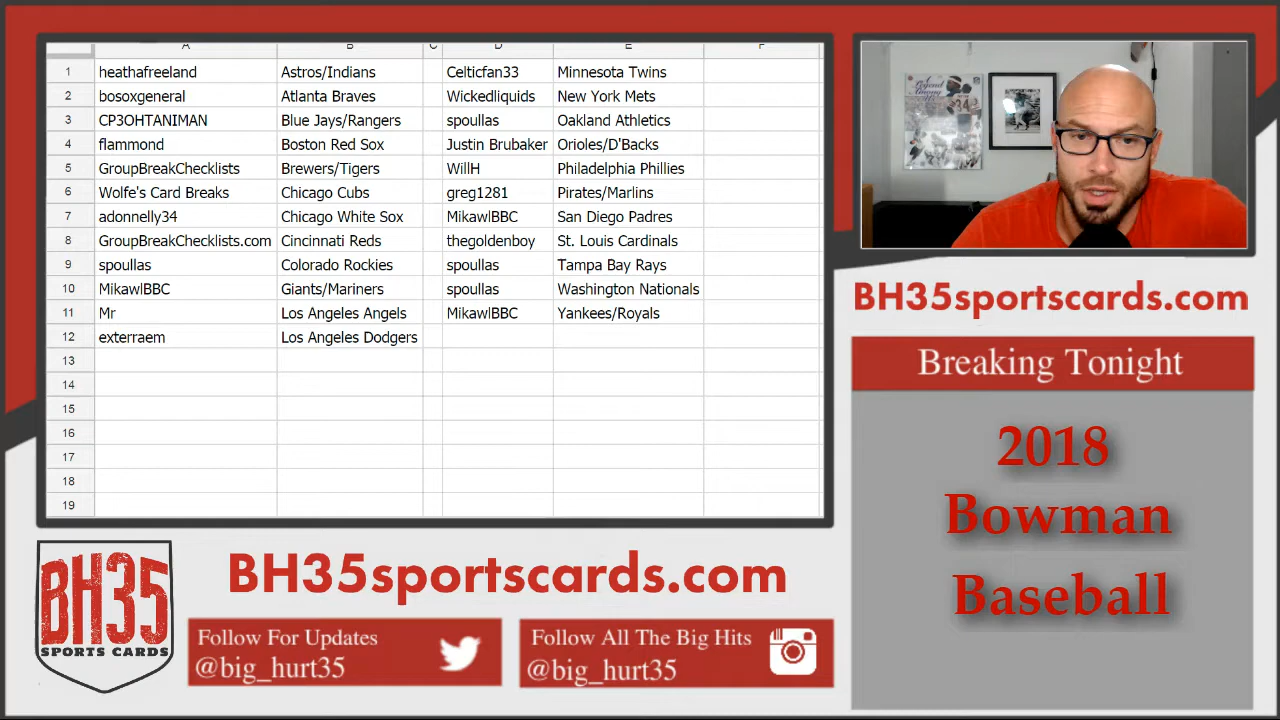 A B C D E F
1 heathafreeland Astros/Indians Celticfan33 Minnesota Twins
2 bosoxgeneral Atlanta Braves Wickedliquids New York Mets
3 CP3OHTANIMAN Blue Jays/Rangers spoullas Oakland Athletics
4 flammond Boston Red Sox Justin Brubaker Orioles/D'Backs
5 GroupBreakChecklists Brewers/Tigers WillH Philadelphia Phillies
6 Wolfe's Card Breaks Chicago Cubs greg1281 Pirates/Marlins
7 adonnelly34 Chicago White Sox MikawlBBC San Diego Padres
8 GroupBreakChecklists.com Cincinnati Reds thegoldenboy St. Louis Cardinals
9 spoullas Colorado Rockies spoullas Tampa Bay Rays
10 MikawlBBC Giants/Mariners spoullas Washington Nationals
11 Mr Los Angeles Angels MikawlBBC Yankees/Royals
12 exterraem Los Angeles Dodgers
13
14
15
16
17
18
19
34
BH35sportscards.com
Breaking Tonight
2018
Bowman
Baseball
BH35
SPORTS CARDS
BH35sportscards.com
Follow For Updates
@big_hurt35
Follow All The Big Hits
@big_hurt35